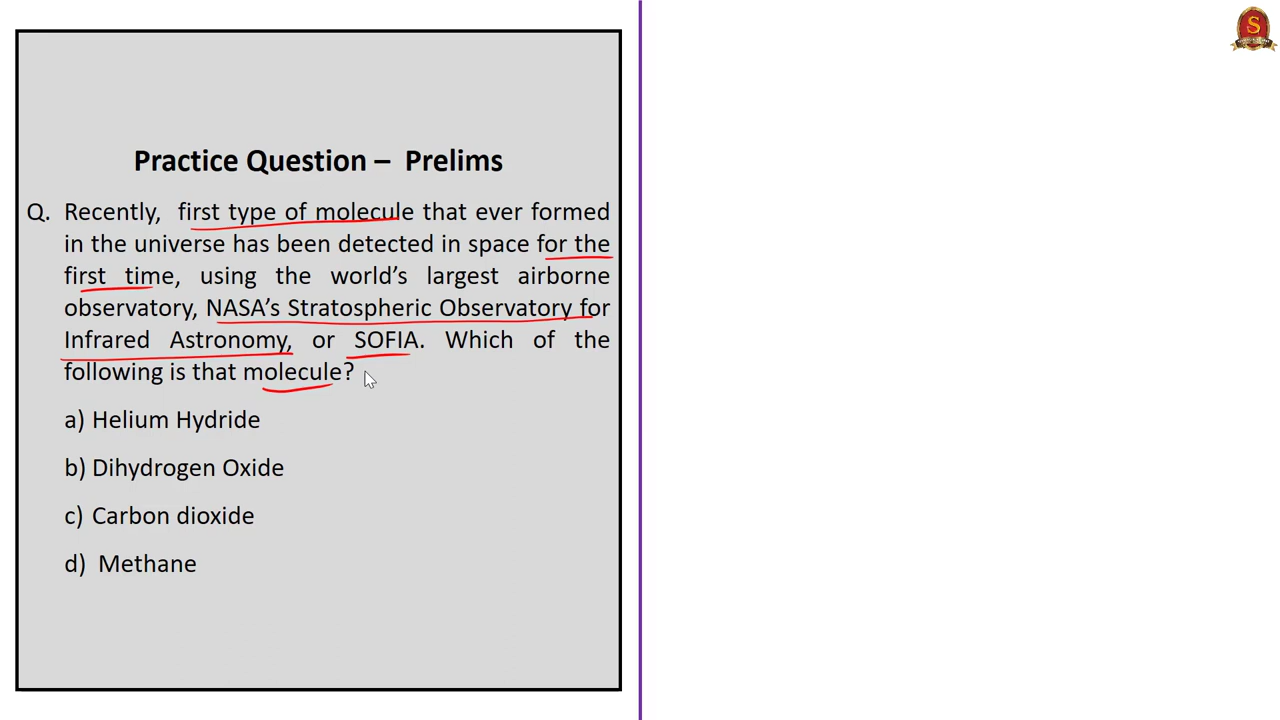 Practice Question – Prelims
Q. Recently, first type of molecule that ever formed
in the universe has been detected in space for the
first time, using the world's largest airborne
observatory, NASA's Stratospheric Observatory for
Infrared Astronomy, or SOFIA. Which of the
following is that molecule?
a) Helium Hydride
b) Dihydrogen Oxide
c) Carbon dioxide
d) Methane
S